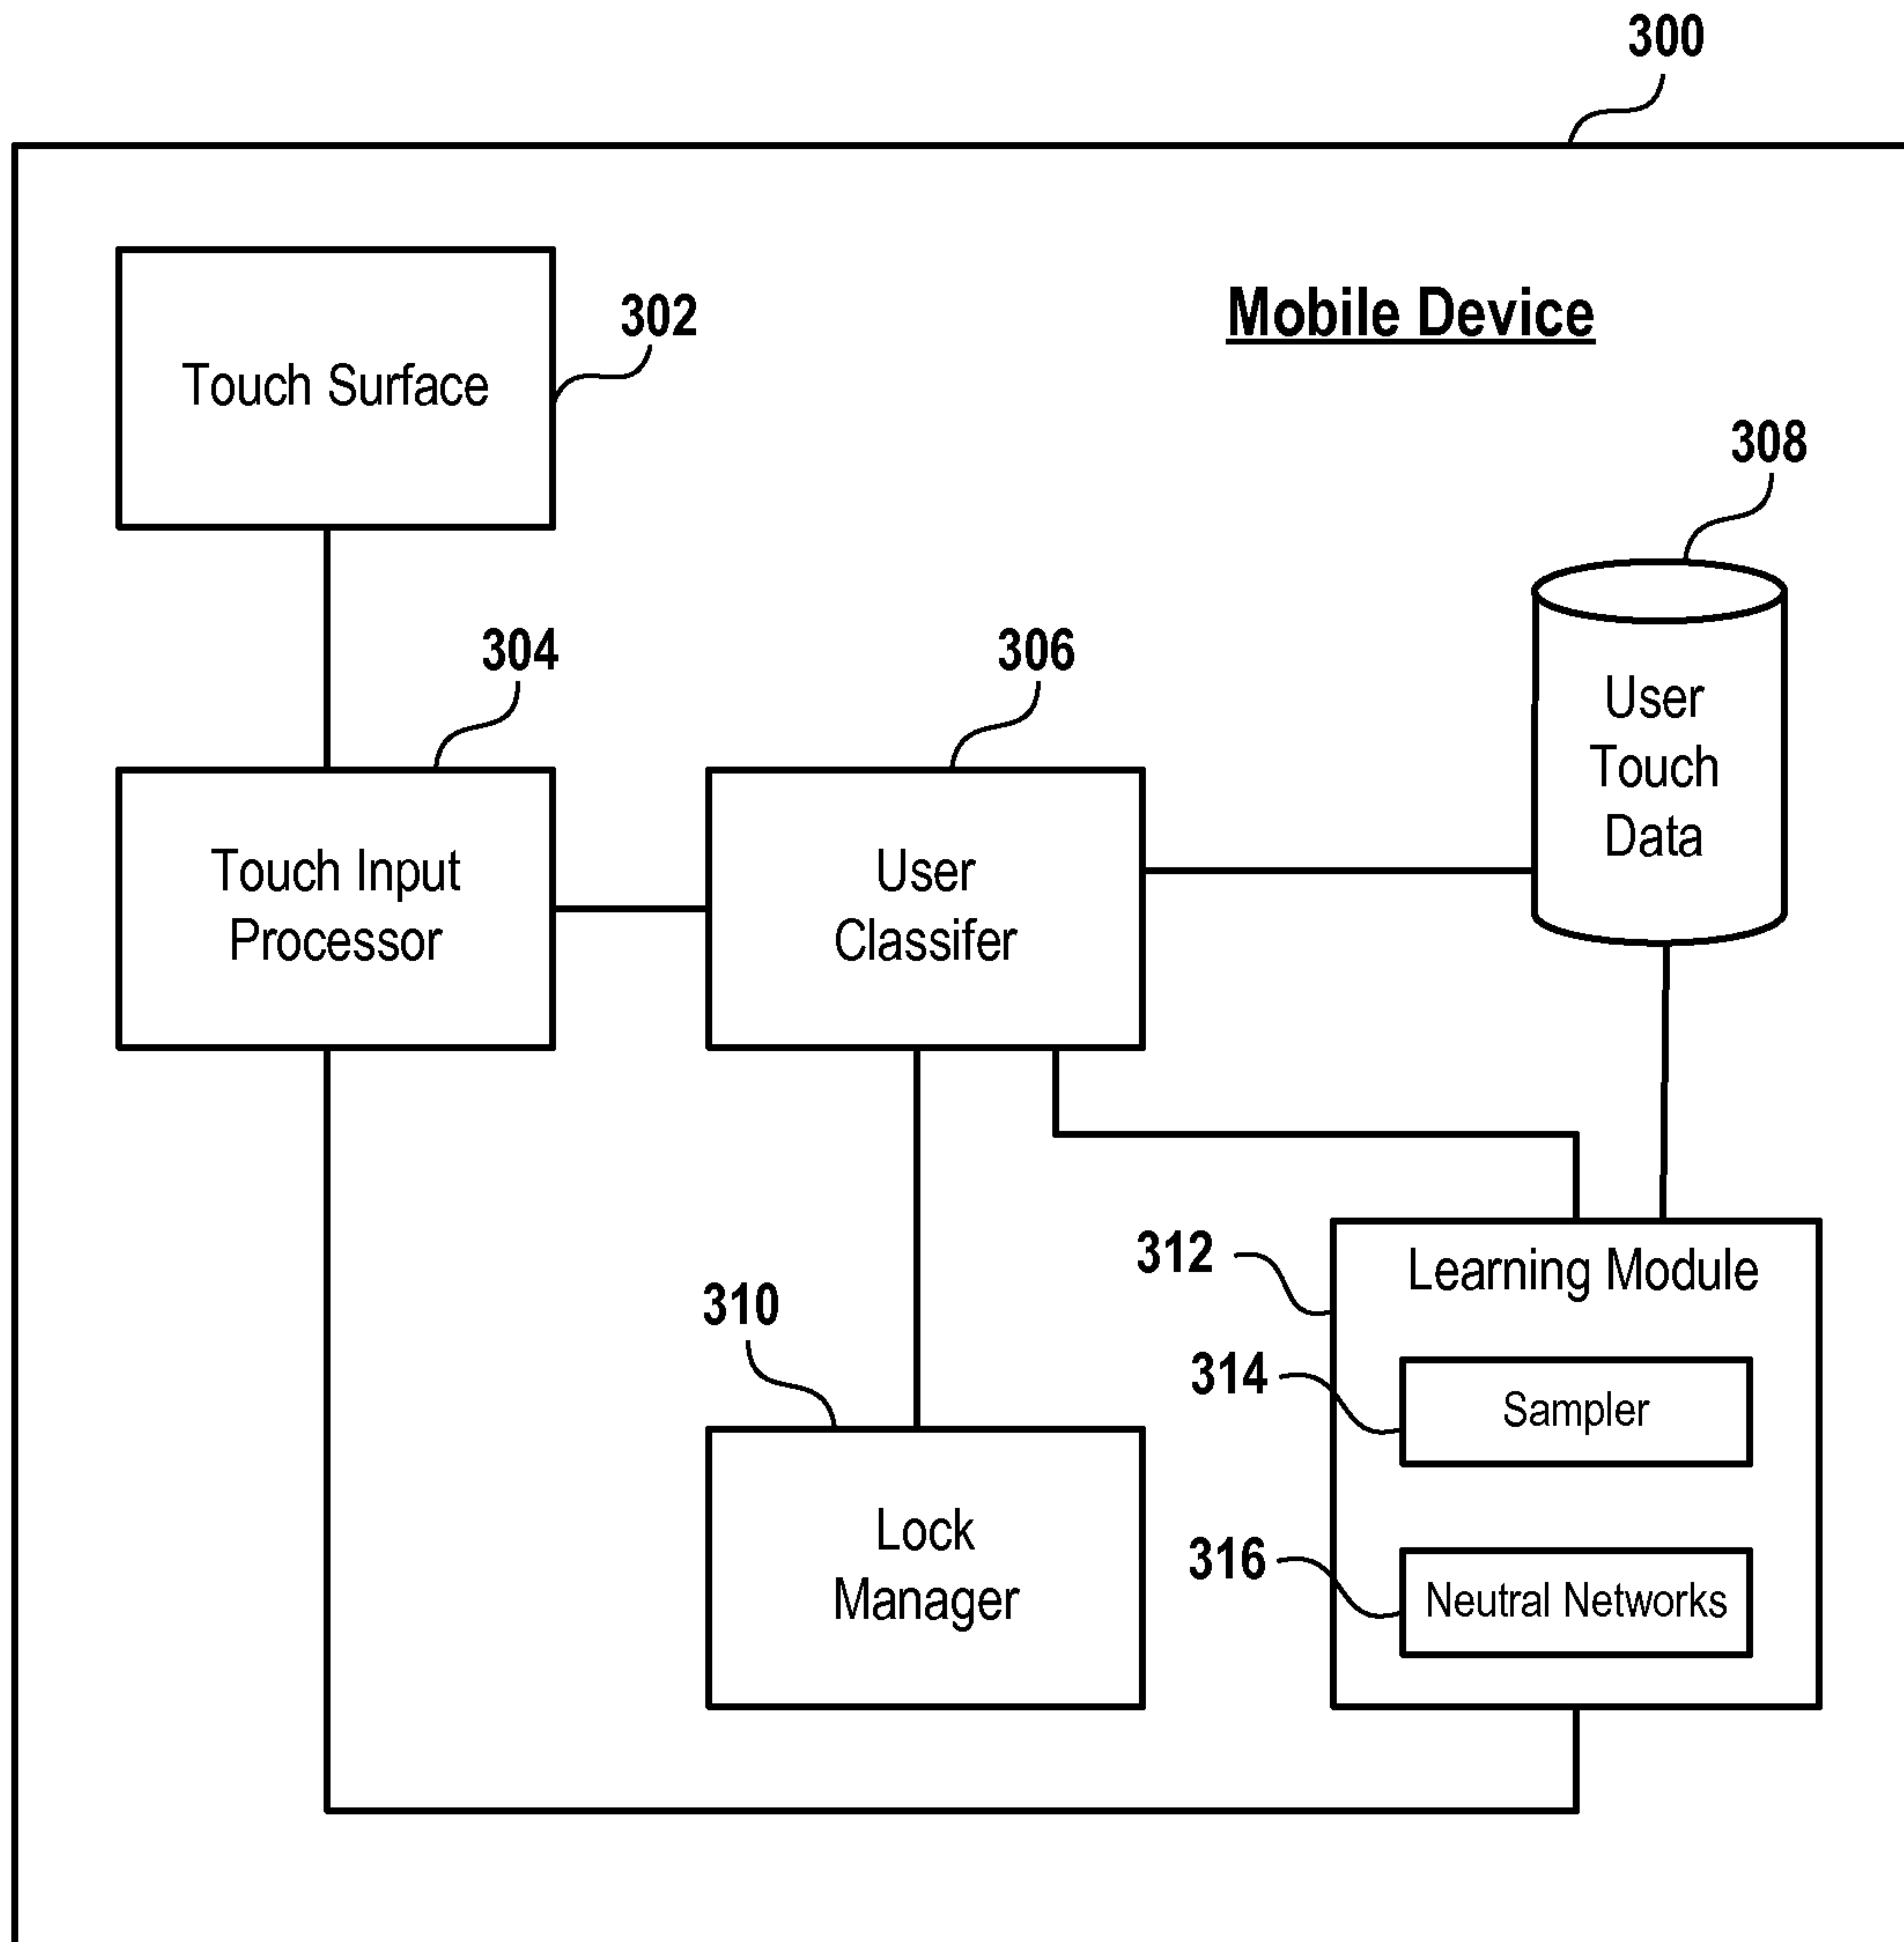 300
Mobile Device
302
Touch Surface
308
304
306
User
Touch
Data
Touch Input
Processor
User
Classifer
312
Learning Module
310
314
Sampler
Lock
Manager
316
Neutral Networks